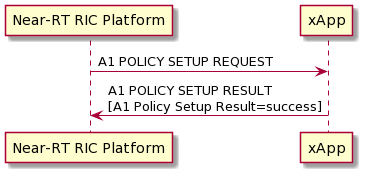 Near-RT RIC Platform
xApp
A1 POLICY SETUP REQUEST
A1 POLICY SETUP RESULT
[A1 Policy Setup Result=success]
Near-RT RIC Platform
xApp